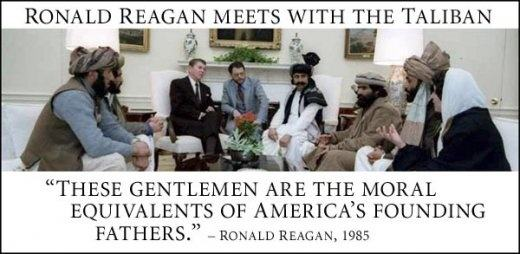 RONALD REAGAN MEETS WITH THE TALIBAN
“THESE GENTLEMEN ARE THE MORAL
EQUIVALENTS OF AMERICA’S FOUNDING
FATHERS.” – RONALD REAGAN, 1985